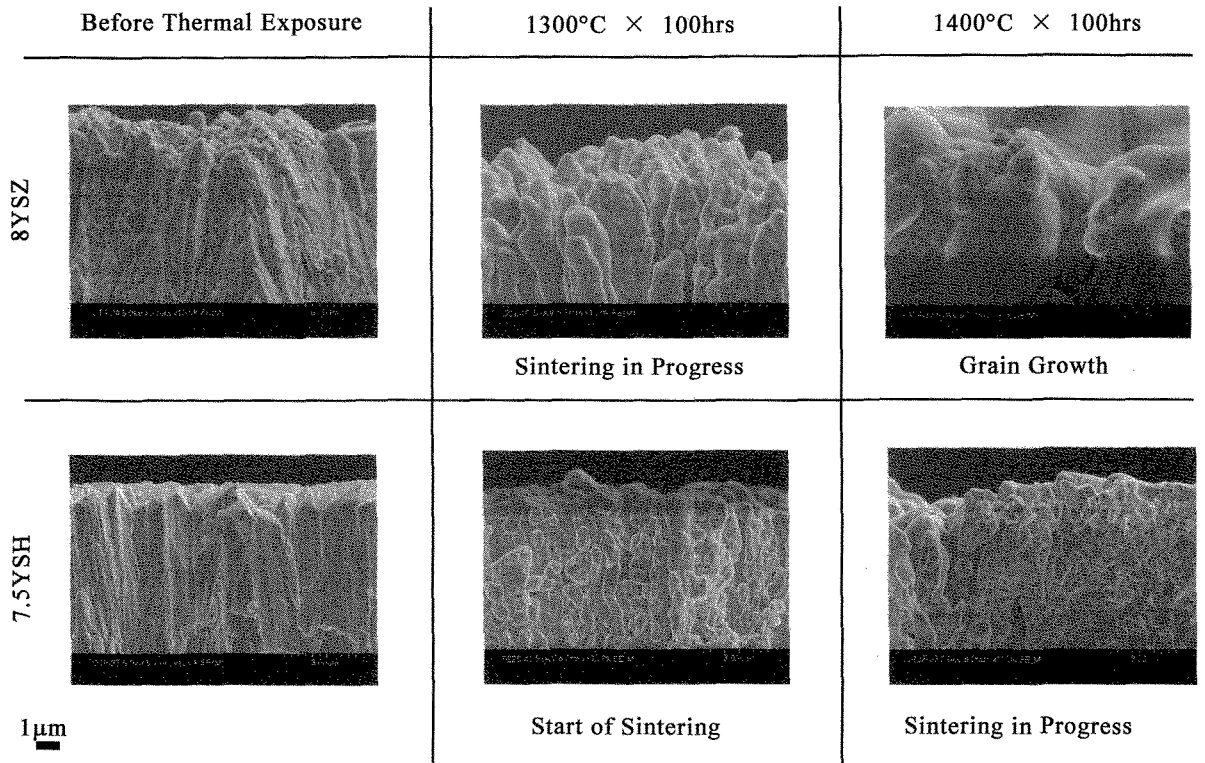 Before Thermal Exposure
1300°C × 100hrs
1400°C × 100hrs
8YSZ
Sintering in Progress
Grain Growth
7.5YSH
Start of Sintering
Sintering in Progress
1μm